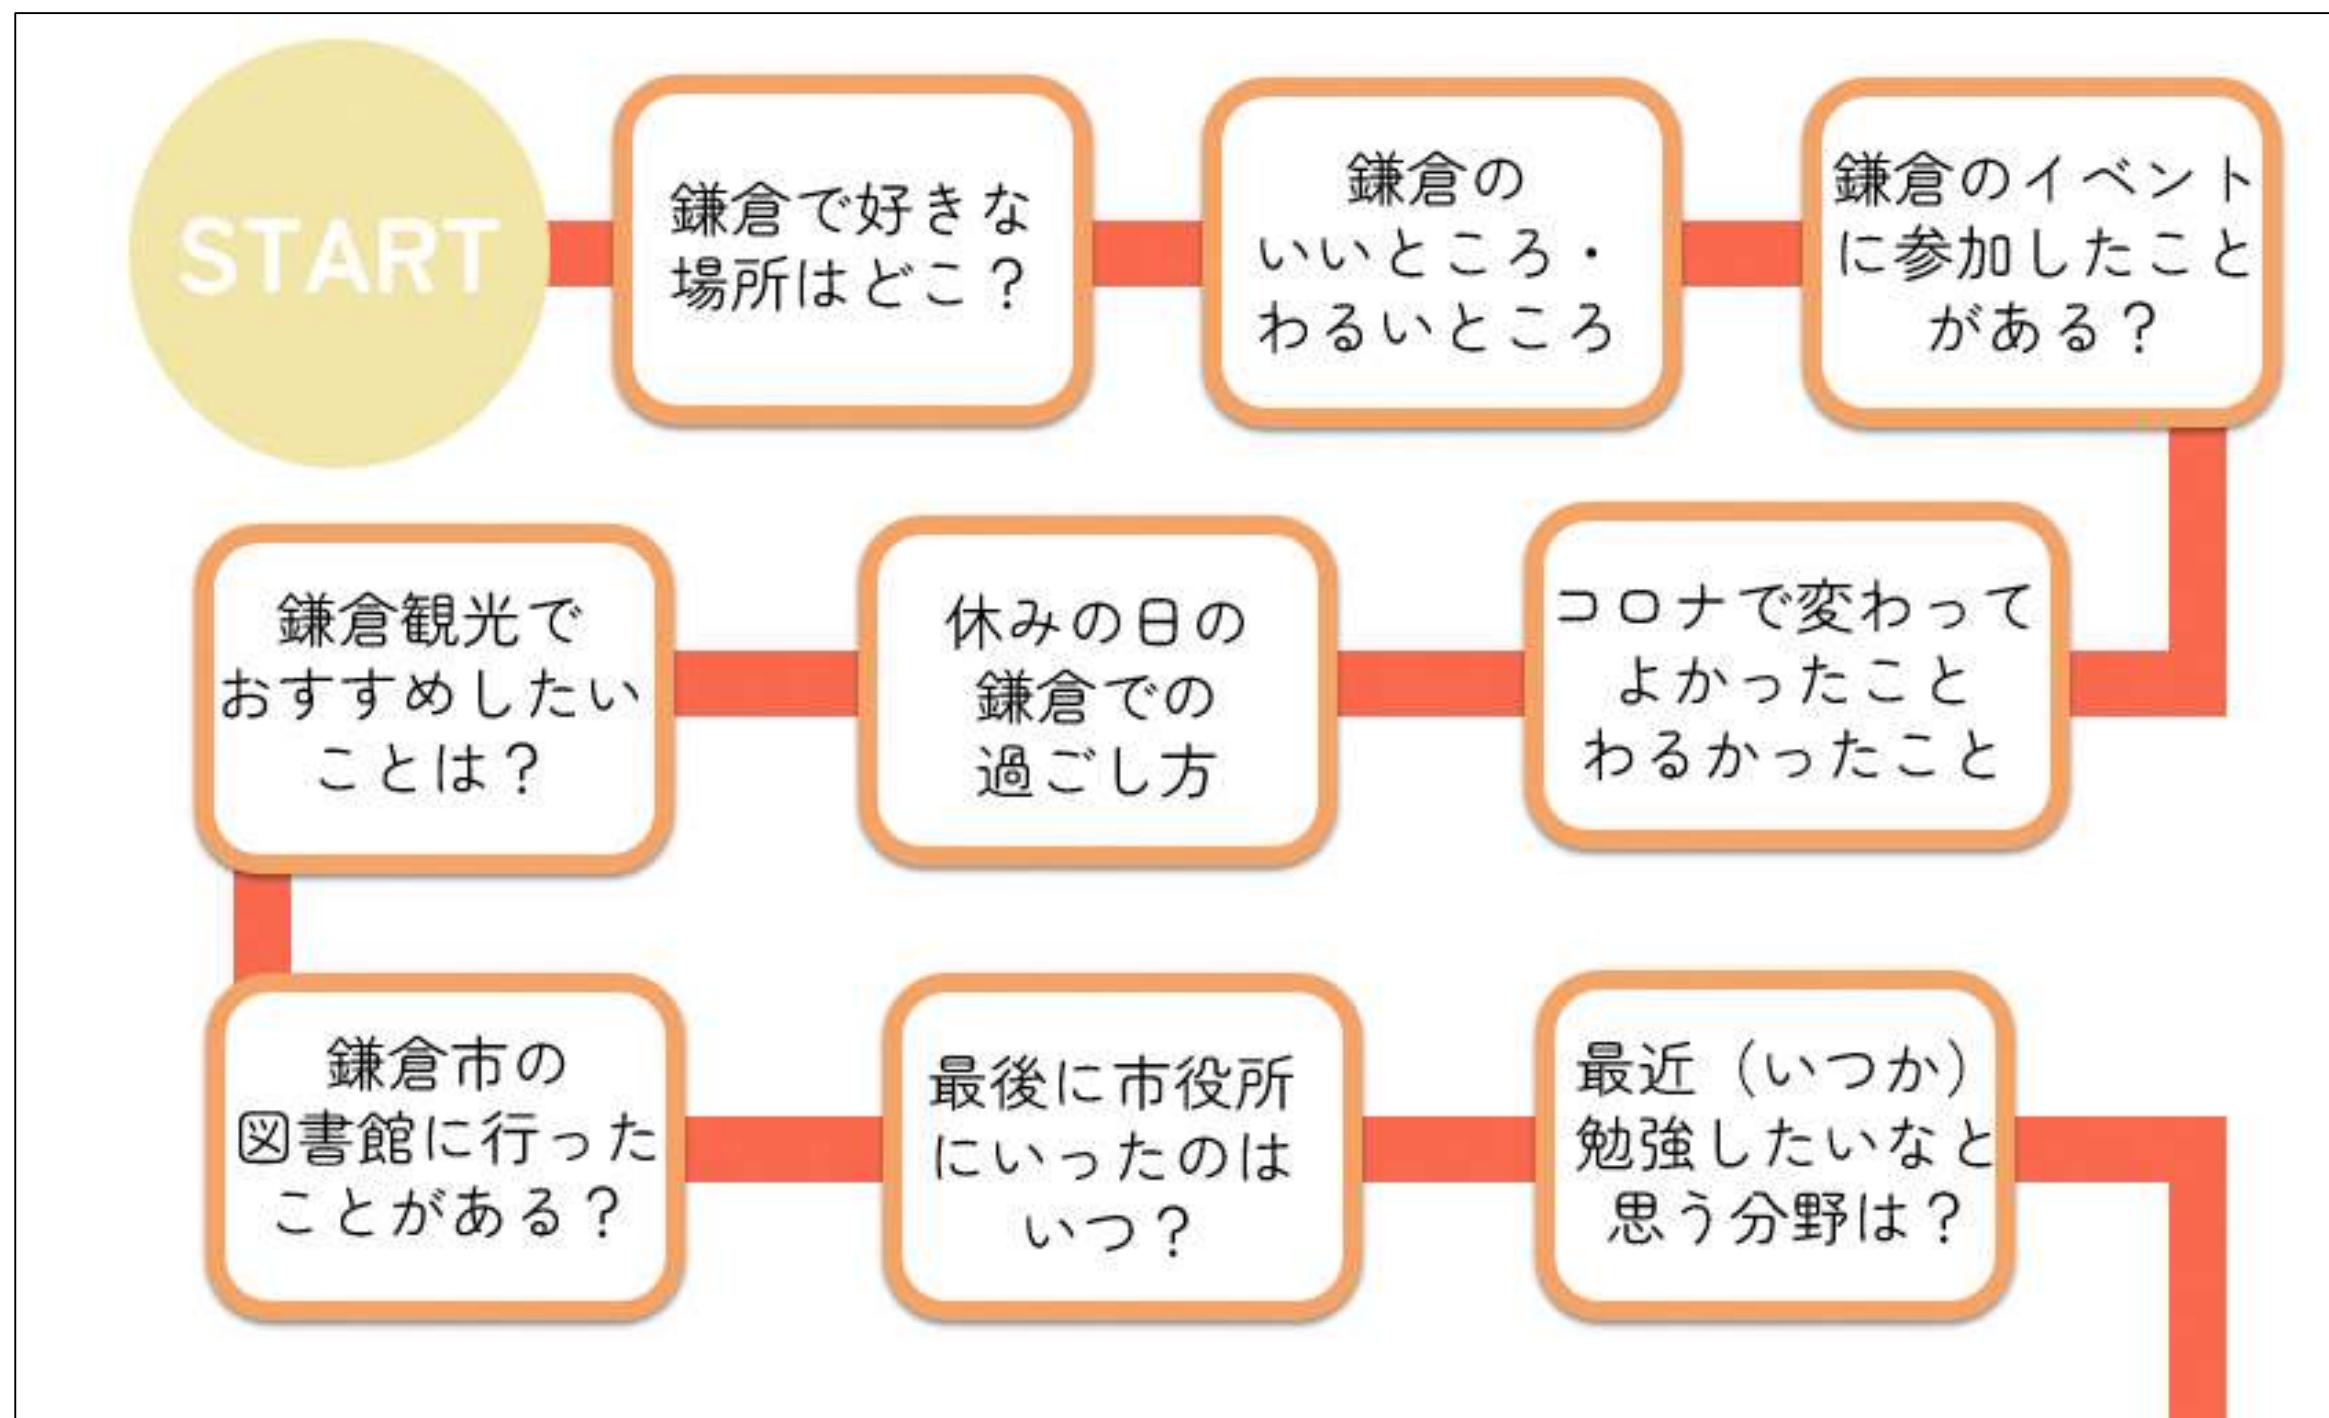 START
鎌倉で好きな
場所はどこ？
鎌倉の
いいところ・
わるいところ
鎌倉のイベント
に参加したこと
がある？
コロナで変わって
よかったこと
わるかったこと
休みの日の
鎌倉での
過ごし方
鎌倉観光で
おすすめしたい
ことは？
鎌倉市の
図書館に行った
ことがある？
最後に市役所
にいったのは
いつ？
最近（いつか）
勉強したいなと
思う分野は？